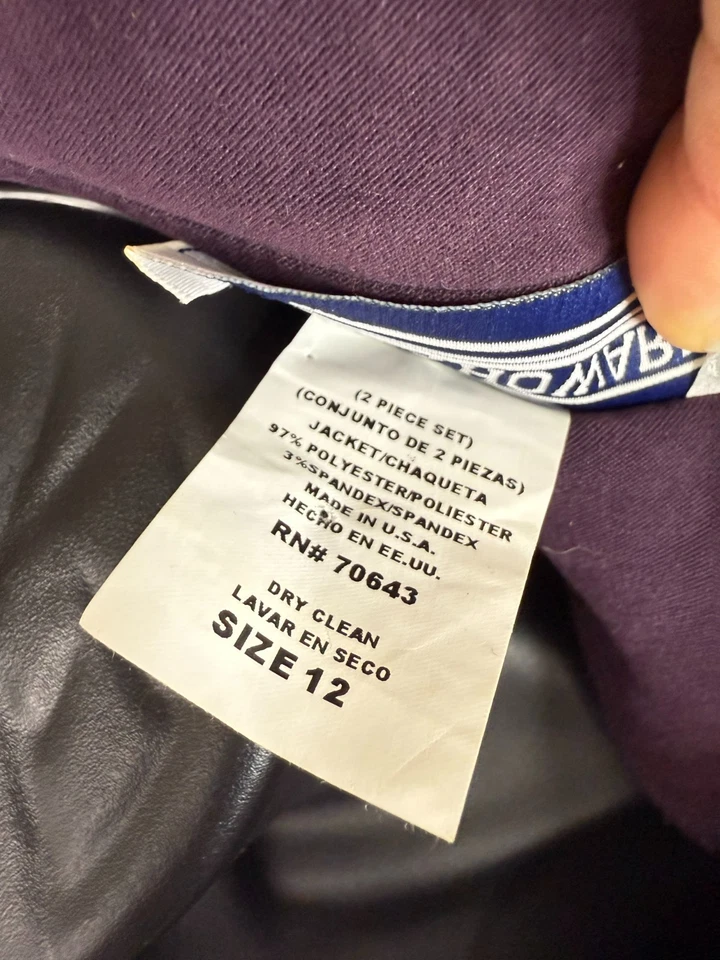 (2 PIECE SET)
(CONJUNTO DE 2 PIEZAS)
JACKET/CHAQUETA
97% POLYESTER/POLIESTER
3%SPANDEX/SPANDEX
MADE IN U.S.A.
HECHO EN EE.UU.
RN# 70643
DRY CLEAN
LAVAR EN SECO
SIZE 12